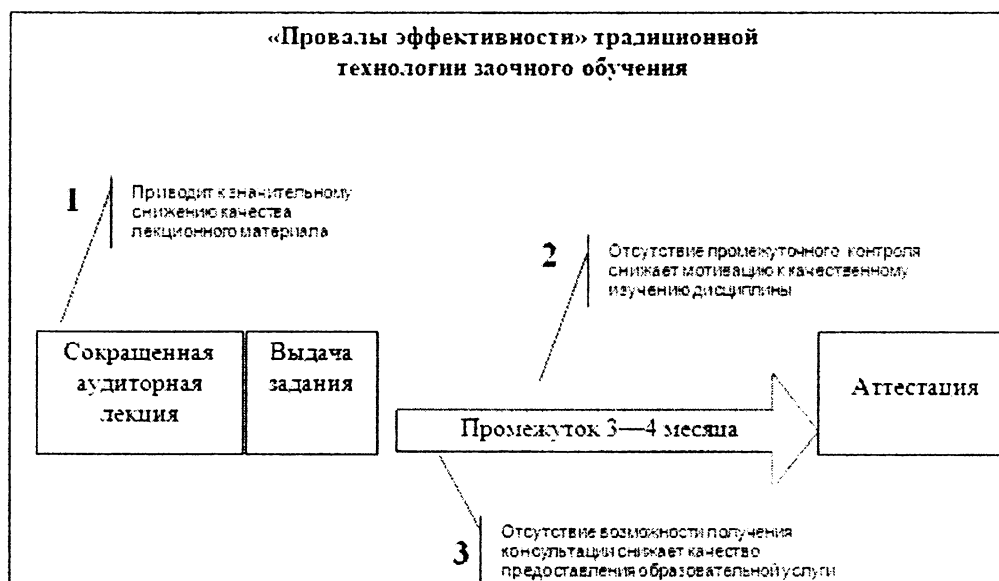 «Провалы эффективности» традиционной
технологии заочного обучения
1
Приводит к значительному
снижению качества
лекционного материала
2
Отсутствие промежуточного контроля
снижает мотивацию к качественному
изучению дисциплины
Сокращенная
аудиторная
лекция
Выдача
задания
Промежуток 3—4 месяца
Аттестация
3
Отсутствие возможности получения
консультации снижает качество
предоставления образовательной услуги